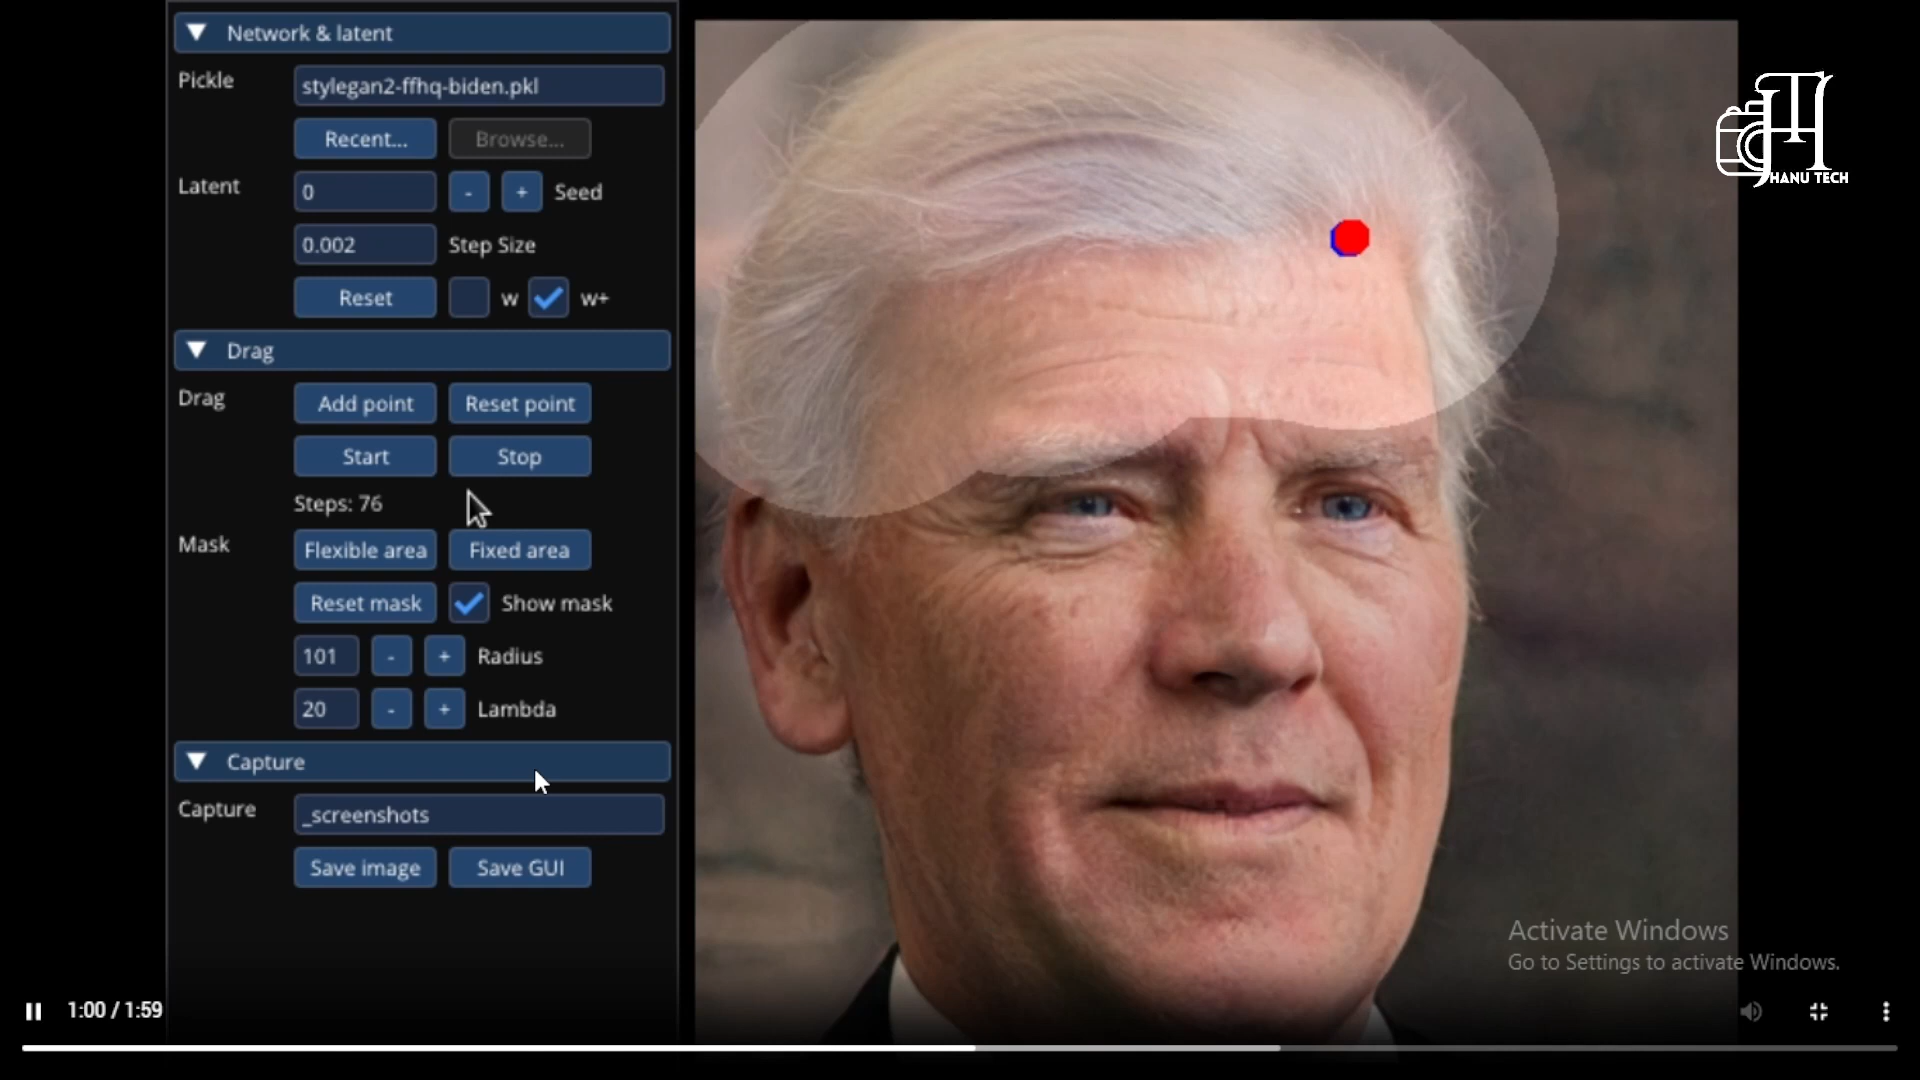 Network & latent
Pickle
stylegan2-ffhq-biden.pkl
Recent...
Browse...
Latent
0
-
+
Seed
0.002
Step Size
Reset
w
w+
Drag
Drag
Add point
Reset point
Start
Stop
Steps: 76
Mask
Flexible area
Fixed area
Reset mask
Show mask
101
-
+
Radius
20
-
+
Lambda
Capture
Capture
_screenshots
Save image
Save GUI
HANU TECH
Activate Windows
Go to Settings to activate Windows.
1:00 / 1:59